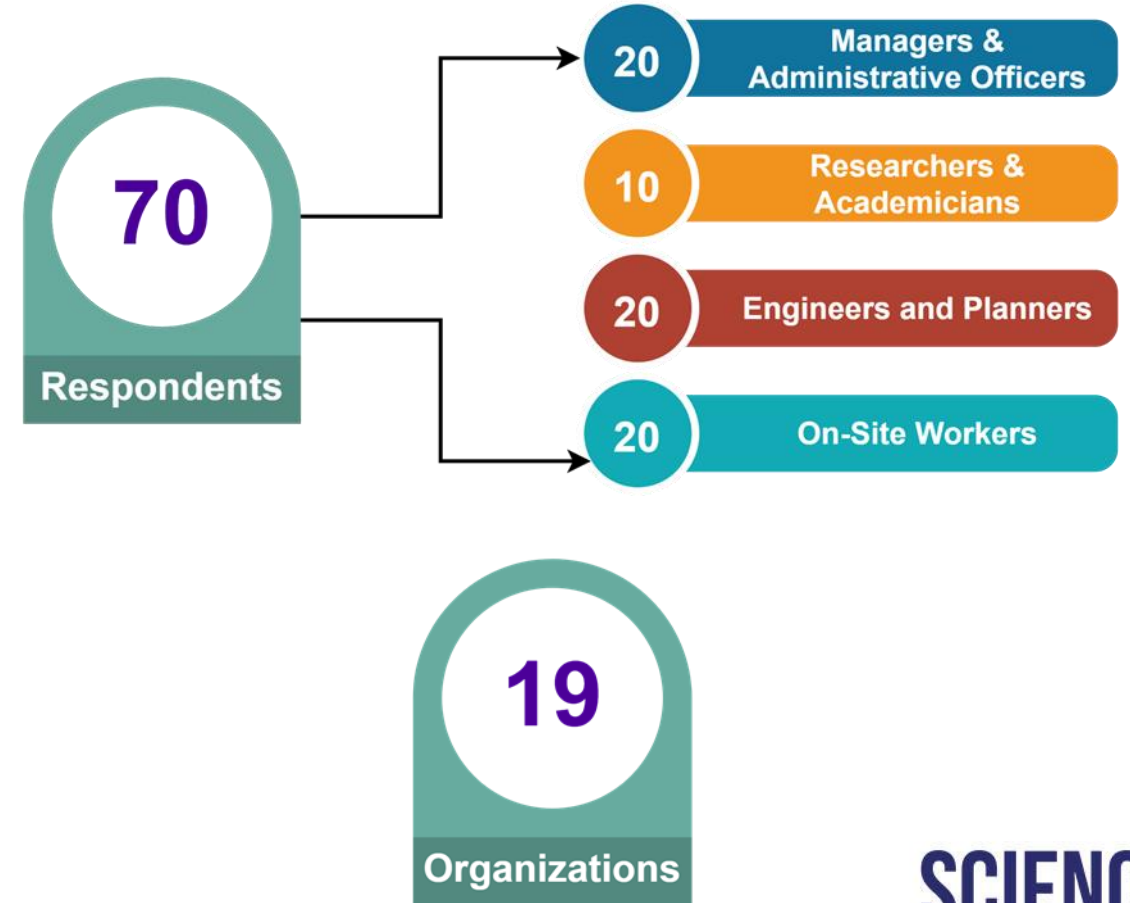 70
Respondents
20
Managers &
Administrative Officers
10
Researchers &
Academicians
20
Engineers and Planners
20
On-Site Workers
19
Organizations